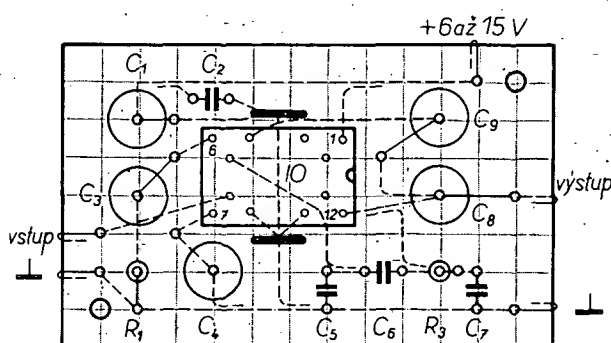 +6až 15 V
C1 C2
C9
6 1
IO
C3
výstup
7 12
C8
vstup
R1 C4 C5 C6 R3 C7